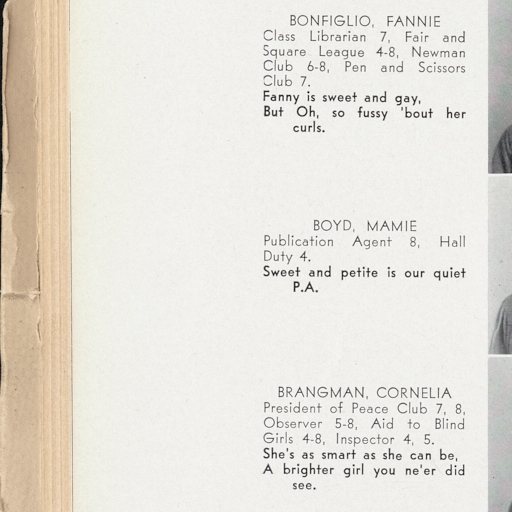 BONFIGLIO, FANNIE
Class Librarian 7, Fair and
Square League 4-8, Newman
Club 6-8, Pen and Scissors
Club 7.
Fanny is sweet and gay,
But Oh, so fussy 'bout her
curls.
BOYD, MAMIE
Publication Agent 8, Hall
Duty 4.
Sweet and petite is our quiet
P.A.
BRANGMAN, CORNELIA
President of Peace Club 7, 8,
Observer 5-8, Aid to Blind
Girls 4-8, Inspector 4, 5.
She's as smart as she can be,
A brighter girl you ne'er did
see.